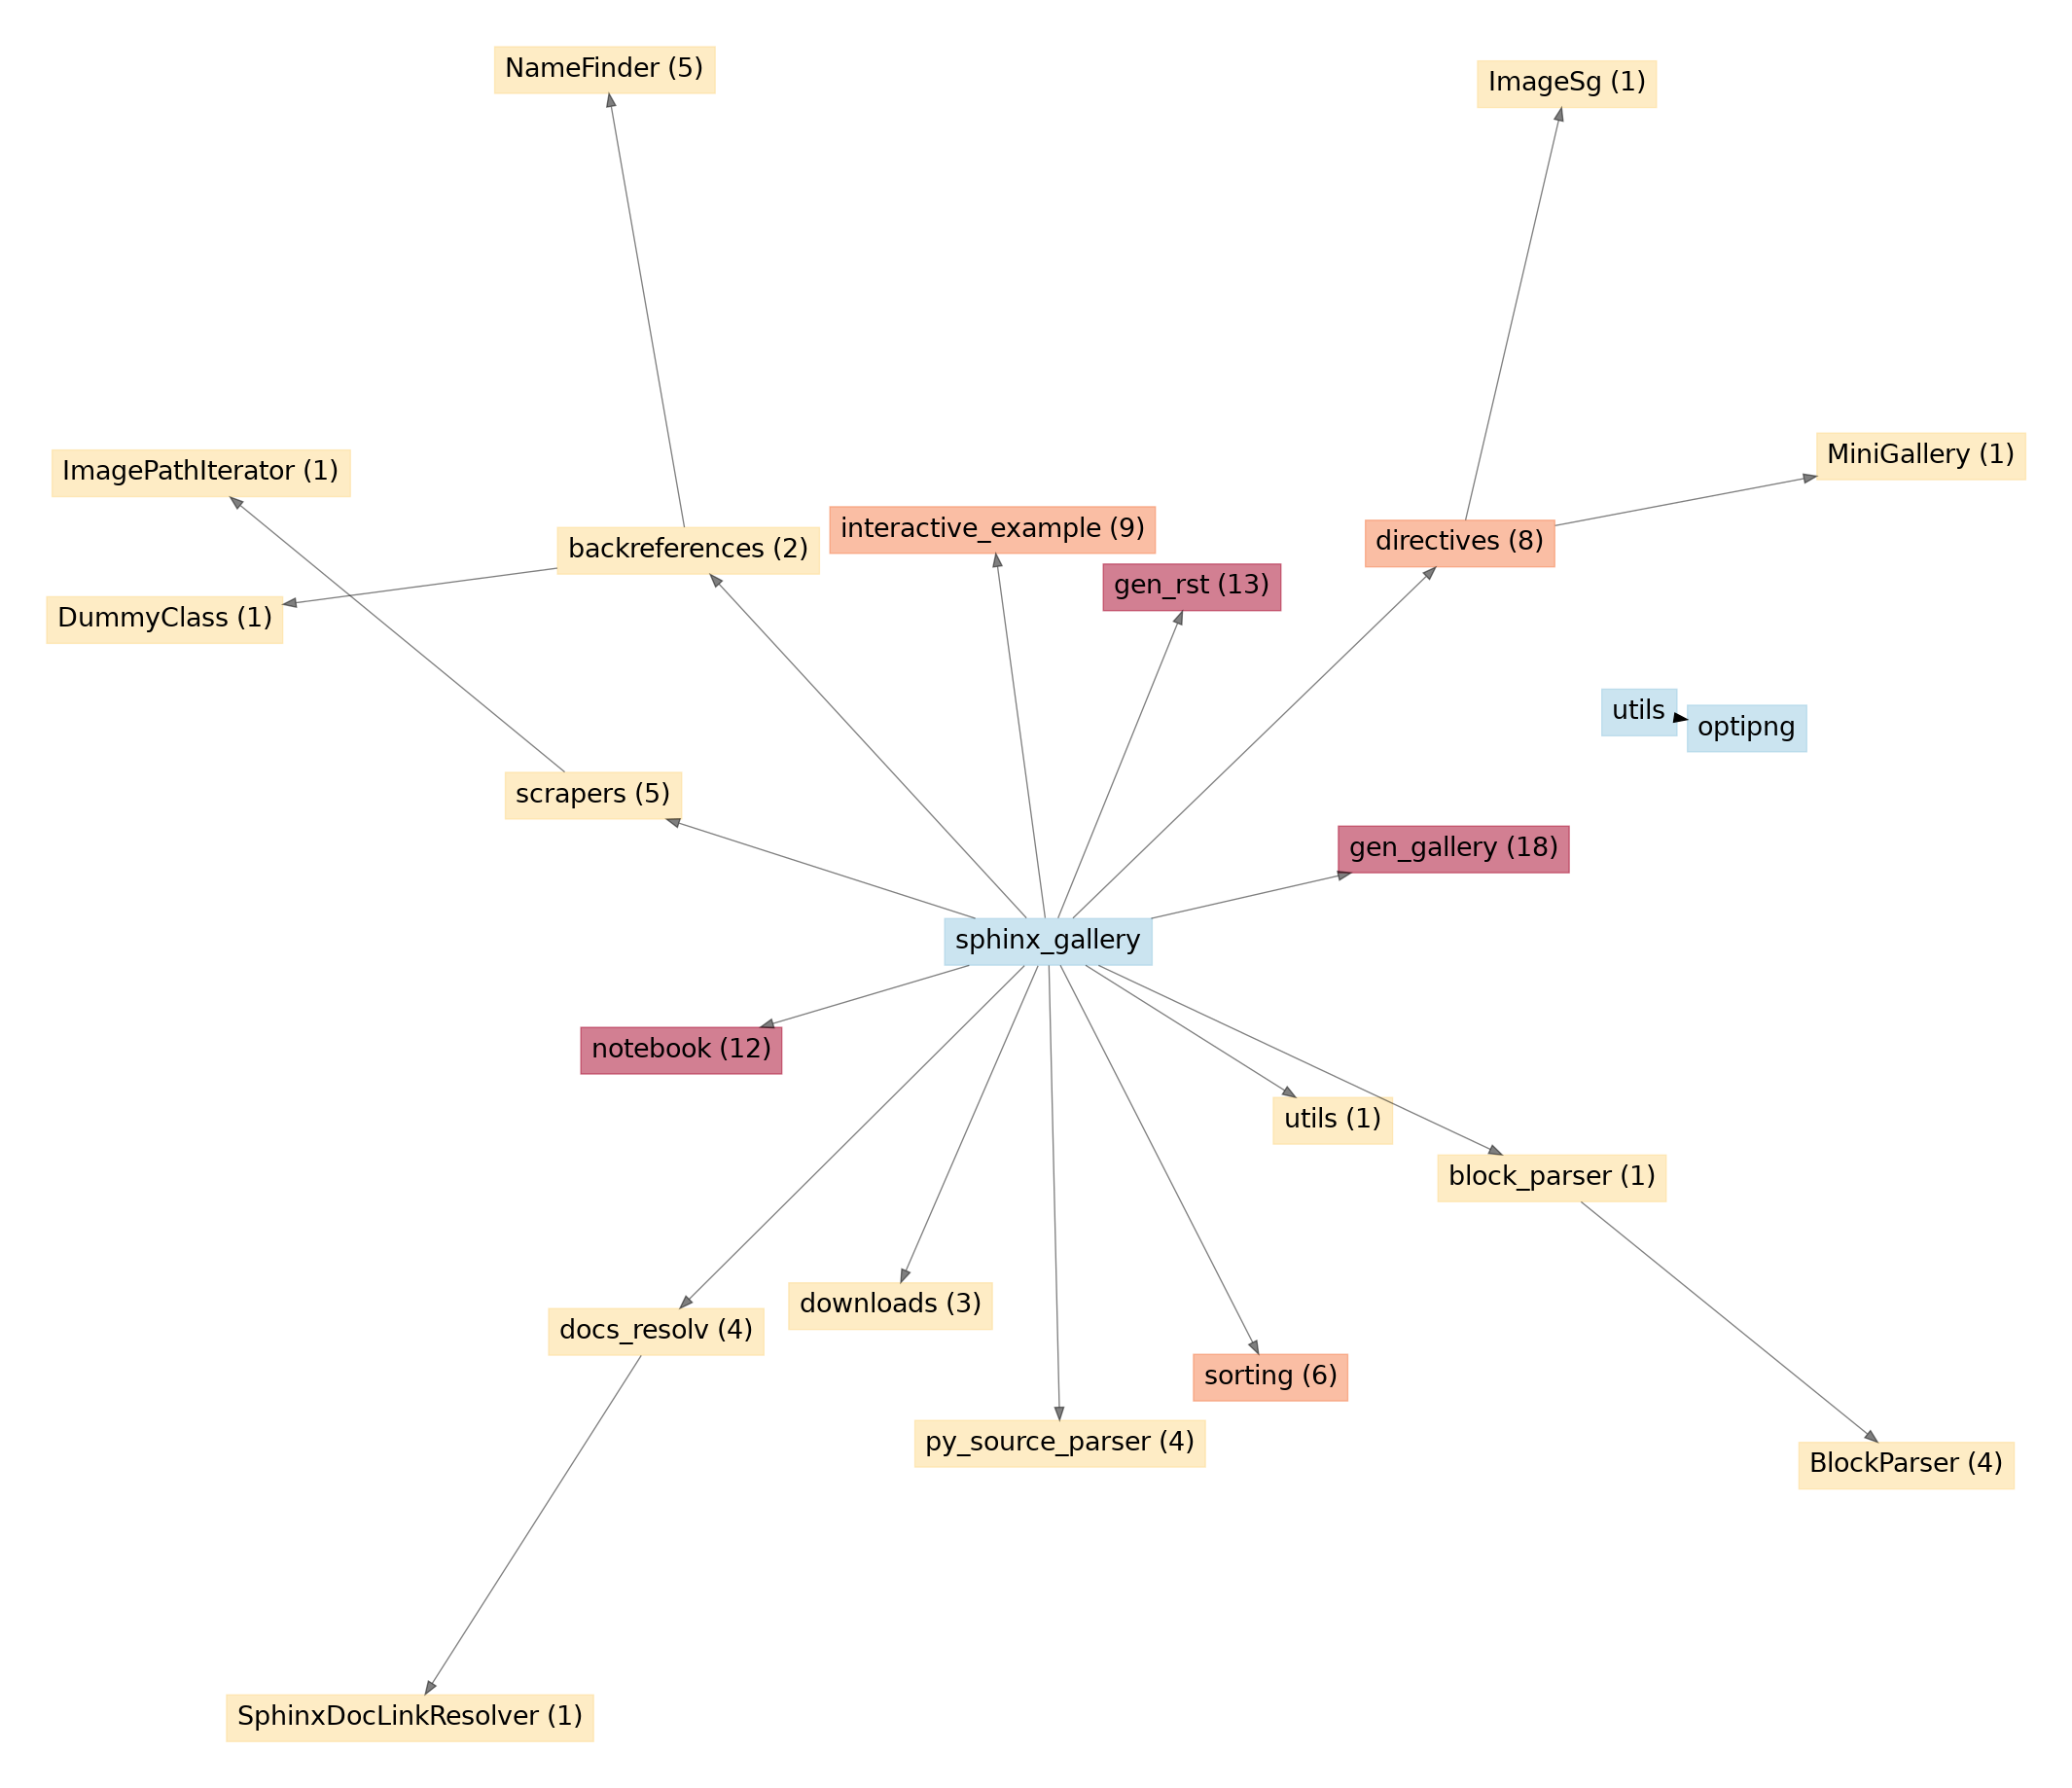 NameFinder (5)
ImageSg (1)
MiniGallery (1)
ImagePathIterator (1)
interactive_example (9)
directives (8)
backreferences (2)
gen_rst (13)
DummyClass (1)
utils
optipng
scrapers (5)
gen_gallery (18)
sphinx_gallery
notebook (12)
utils (1)
block_parser (1)
downloads (3)
docs_resolv (4)
sorting (6)
py_source_parser (4)
BlockParser (4)
SphinxDocLinkResolver (1)